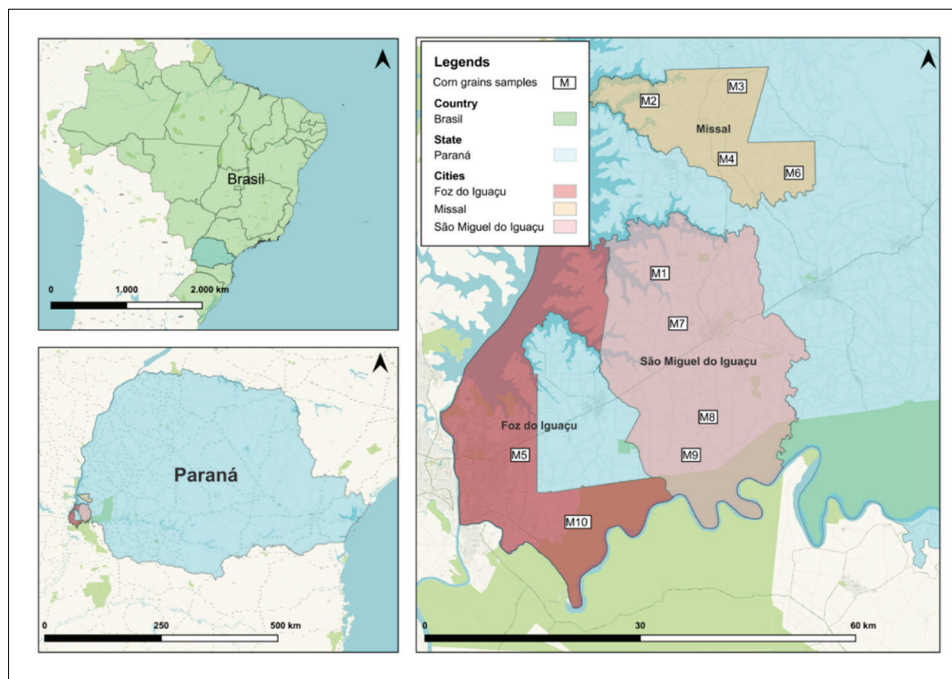 Brasil
0 1.000 2.000 km
Paraná
0 250 500 km
Legends
Corn grains samples M
Country
Brasil
State
Paraná
Cities
Foz do Iguaçu
Missal
São Miguel do Iguaçu
M2
M3
Missal
M4
M6
M1
M7
São Miguel do Iguaçu
M8
Foz do Iguaçu
M5
M9
M10
0 30 60 km